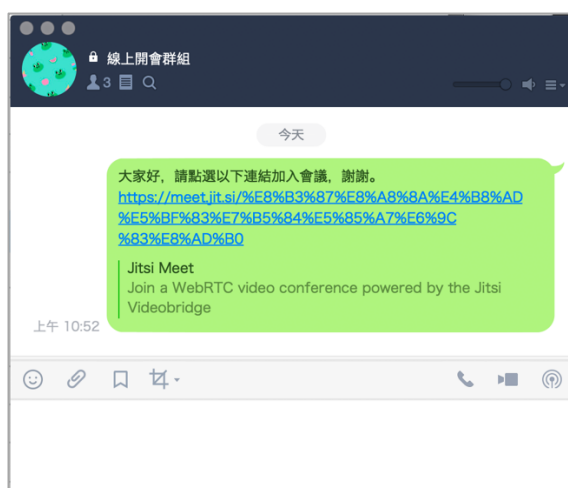 線上開會群組
3
今天
大家好，請點選以下連結加入會議，謝謝。
https://meet.jit.si/%E8%B3%87%E8%A8%8A%E4%B8%AD
%E5%BF%83%E7%B5%84%E5%85%A7%E6%9C
%83%E8%AD%B0
Jitsi Meet
Join a WebRTC video conference powered by the Jitsi
Videobridge
上午 10:52